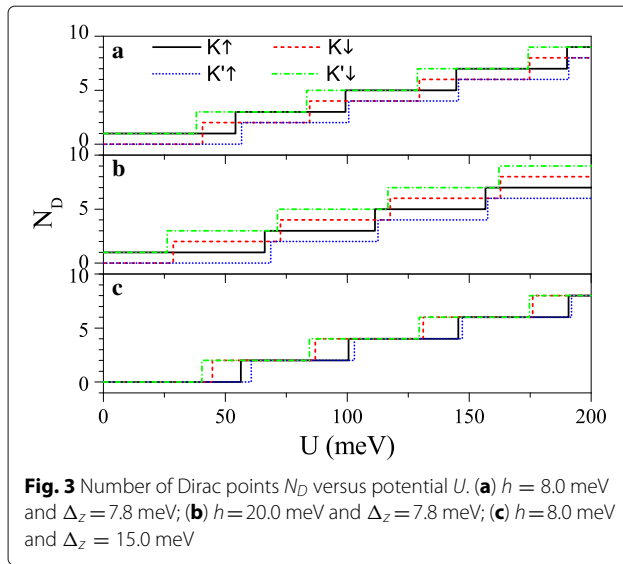 10
a
K↑
K↓
K'↑
K'↓
5
0
10
b
5
0
10
c
5
0
N_D
0
50
100
150
200
U (meV)
Fig. 3 Number of Dirac points N_D versus potential U. (a) h = 8.0 meV
and Δ_z = 7.8 meV; (b) h = 20.0 meV and Δ_z = 7.8 meV; (c) h = 8.0 meV
and Δ_z = 15.0 meV